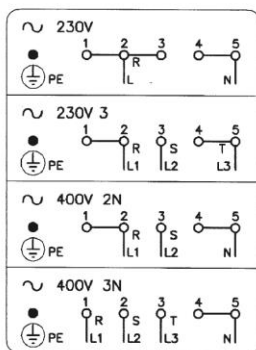 ~ 230V
1 2 3 4 5
R
PE L N
~ 230V 3
1 2 3 4 5
R S T
PE L1 L2 L3
~ 400V 2N
1 2 3 4 5
R S
PE L1 L2 N
~ 400V 3N
1 2 3 4 5
R S T
PE L1 L2 L3 N